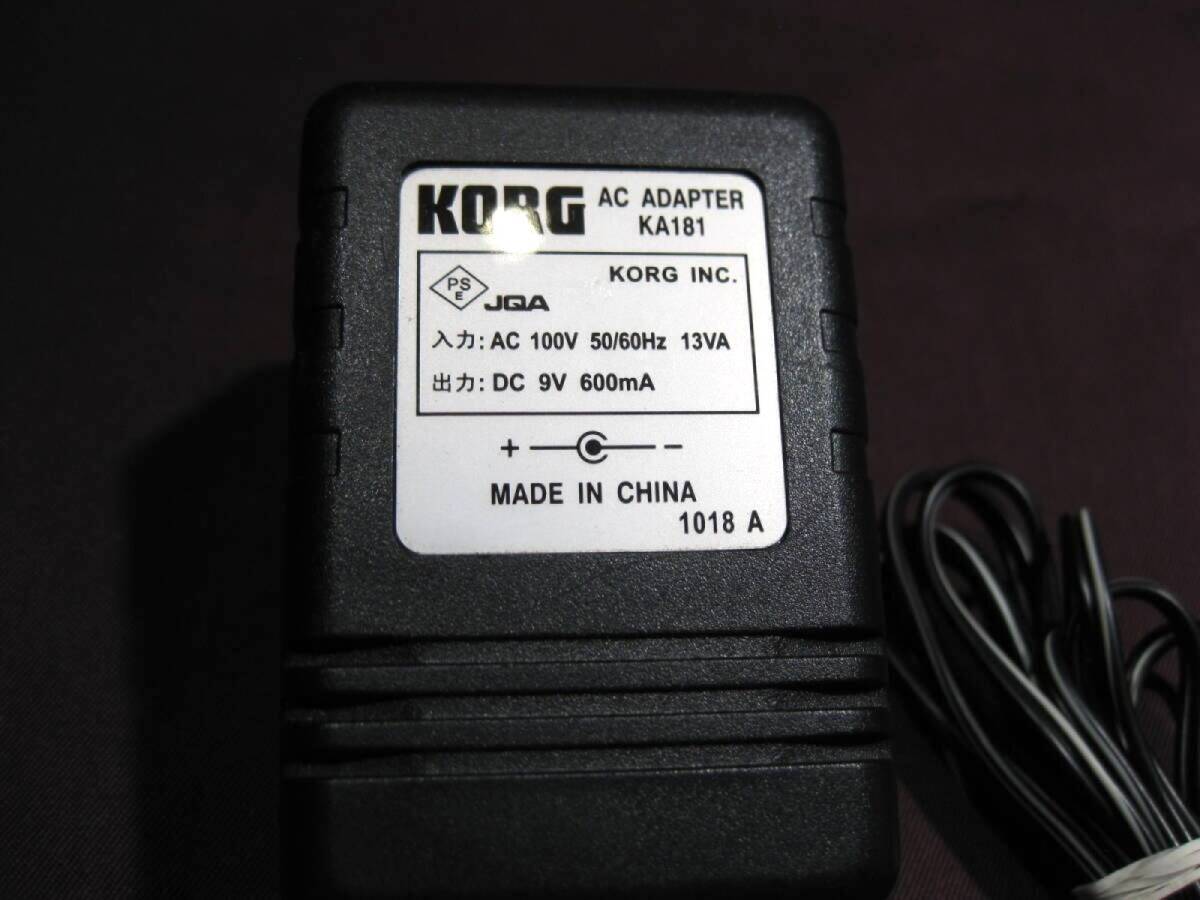 KORG AC ADAPTER
KA181
KORG INC.
PS
E JQA
入力: AC 100V 50/60Hz 13VA
出力: DC 9V 600mA
+ −
MADE IN CHINA
1018 A